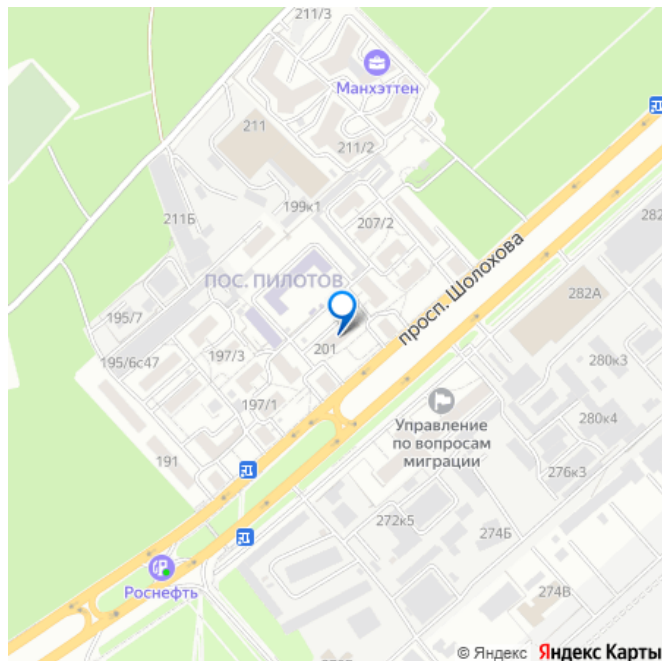 211/3
Манхэттен
211
211/2
199к1
207/2
211Б
282
ПОС. ПИЛОТОВ
просп. Шолохова
282А
195/7
201
195/6с47
197/3
280к3
197/1
Управление
по вопросам
миграции
280к4
191
276к3
272к5
274Б
Роснефть
274В
© Яндекс Яндекс Карты